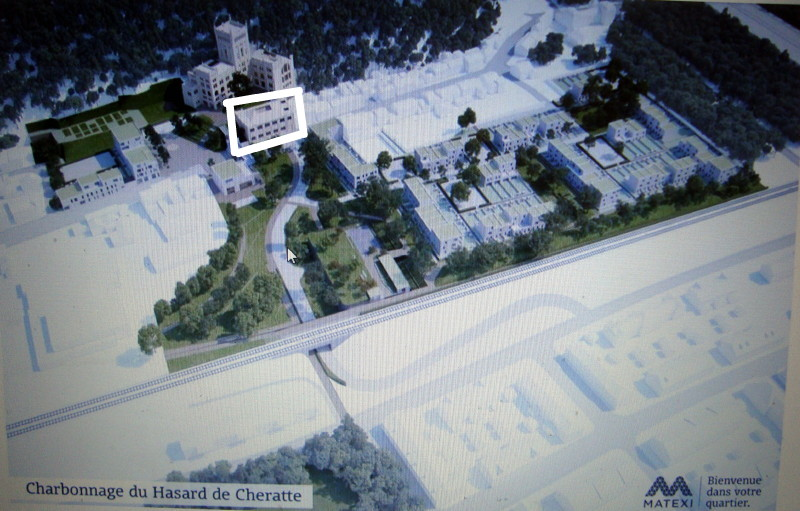 Charbonnage du Hasard de Cheratte
MATEXI
Bienvenue
dans votre
quartier.